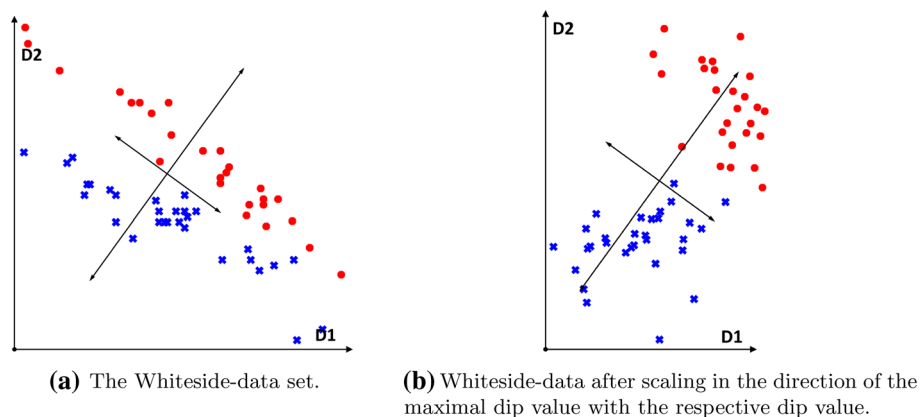 D2
D1
(a) The Whiteside-data set.
D2
D1
(b) Whiteside-data after scaling in the direction of the
maximal dip value with the respective dip value.